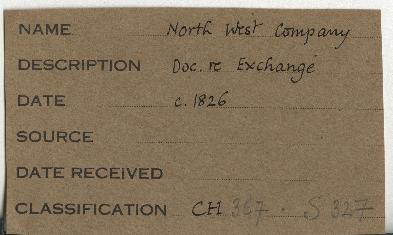 NAME North West Company
DESCRIPTION Doc. re Exchange
DATE c. 1826
SOURCE
DATE RECEIVED
CLASSIFICATION CH 367 · S 327